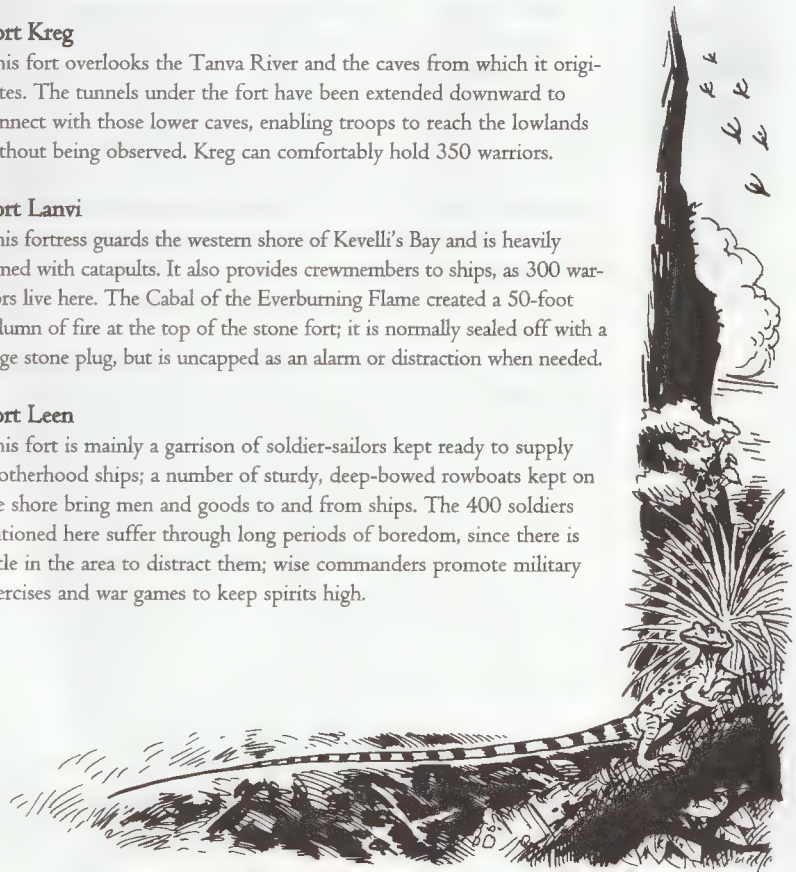 ort Kreg
his fort overlooks the Tanva River and the caves from which it origi-
tes. The tunnels under the fort have been extended downward to
nnect with those lower caves, enabling troops to reach the lowlands
thout being observed. Kreg can comfortably hold 350 warriors.
ort Lanvi
his fortress guards the western shore of Kevelli's Bay and is heavily
med with catapults. It also provides crewmembers to ships, as 300 war-
ors live here. The Cabal of the Everburning Flame created a 50-foot
lumn of fire at the top of the stone fort; it is normally sealed off with a
ge stone plug, but is uncapped as an alarm or distraction when needed.
ort Leen
his fort is mainly a garrison of soldier-sailors kept ready to supply
otherhood ships; a number of sturdy, deep-bowed rowboats kept on
e shore bring men and goods to and from ships. The 400 soldiers
tioned here suffer through long periods of boredom, since there is
tle in the area to distract them; wise commanders promote military
ercises and war games to keep spirits high.